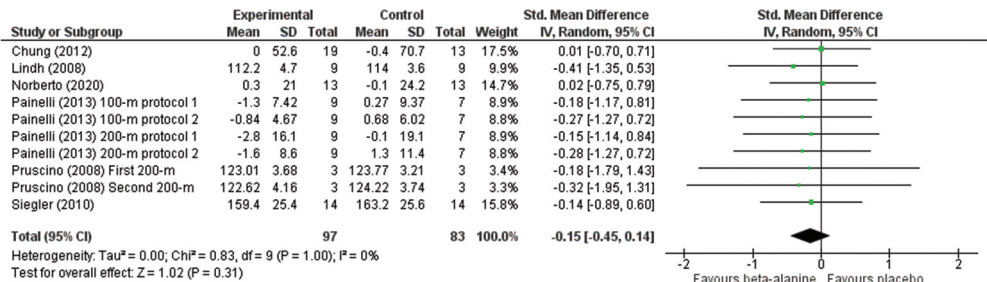 Experimental Control Std. Mean Difference Std. Mean Difference
Study or Subgroup Mean SD Total Mean SD Total Weight IV, Random, 95% CI IV, Random, 95% CI
Chung (2012) 0 52.6 19 -0.4 70.7 13 17.5% 0.01 [-0.70, 0.71]
Lindh (2008) 112.2 4.7 9 114 3.6 9 9.9% -0.41 [-1.35, 0.53]
Norberto (2020) 0.3 21 13 -0.1 24.2 13 14.7% 0.02 [-0.75, 0.79]
Painelli (2013) 100-m protocol 1 -1.3 7.42 9 0.27 9.37 7 8.9% -0.18 [-1.17, 0.81]
Painelli (2013) 100-m protocol 2 -0.84 4.67 9 0.68 6.02 7 8.9% -0.27 [-1.27, 0.72]
Painelli (2013) 200-m protocol 1 -2.8 16.1 9 -0.1 19.1 7 8.9% -0.15 [-1.14, 0.84]
Painelli (2013) 200-m protocol 2 -1.6 8.6 9 1.3 11.4 7 8.9% -0.28 [-1.27, 0.72]
Pruscino (2008) First 200-m 123.01 3.68 3 123.77 3.21 3 3.4% -0.18 [-1.79, 1.43]
Pruscino (2008) Second 200-m 122.62 4.16 3 124.22 3.74 3 3.3% -0.32 [-1.95, 1.31]
Siegler (2010) 159.4 25.4 14 163.2 25.6 14 15.8% -0.14 [-0.89, 0.60]
Total (95% CI) 97 83 100.0% -0.15 [-0.45, 0.14]
Heterogeneity: Tau² = 0.00; Chi² = 0.83, df = 9 (P = 1.00); I² = 0%
Test for overall effect: Z = 1.02 (P = 0.31)
-2 -1 0 1 2
Favours beta-alanine Favours placebo